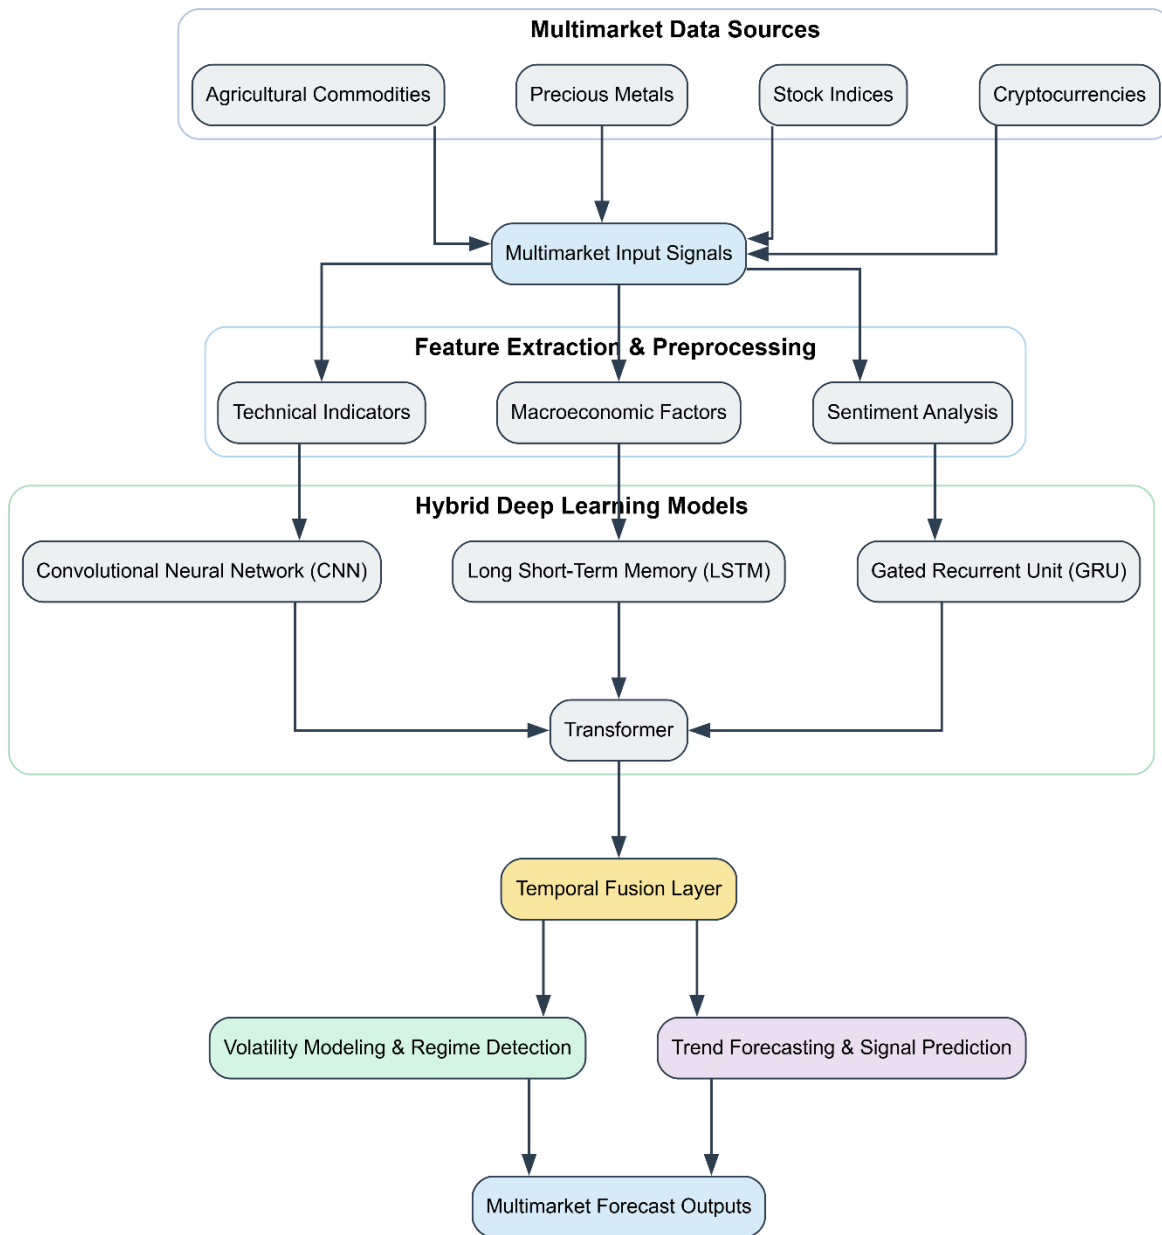 Multimarket Data Sources
Agricultural Commodities
Precious Metals
Stock Indices
Cryptocurrencies
Multimarket Input Signals
Feature Extraction & Preprocessing
Technical Indicators
Macroeconomic Factors
Sentiment Analysis
Hybrid Deep Learning Models
Convolutional Neural Network (CNN)
Long Short-Term Memory (LSTM)
Gated Recurrent Unit (GRU)
Transformer
Temporal Fusion Layer
Volatility Modeling & Regime Detection
Trend Forecasting & Signal Prediction
Multimarket Forecast Outputs